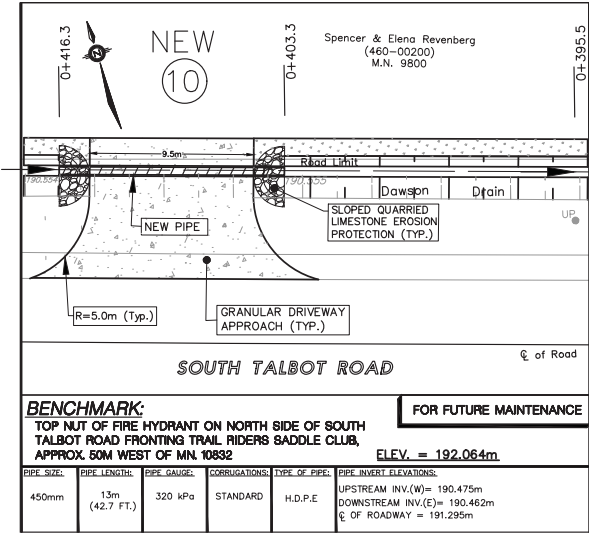 0+416.3
NEW
10
0+403.3
Spencer & Elena Revenberg
(460-00200)
M.N. 9800
0+395.5
9.5m
Road Limit
190.555
Dawson Drain
NEW PIPE
SLOPED QUARRIED
LIMESTONE EROSION
PROTECTION (TYP.)
UP
R=5.0m (Typ.)
GRANULAR DRIVEWAY
APPROACH (TYP.)
SOUTH TALBOT ROAD
℄ of Road
BENCHMARK:
TOP NUT OF FIRE HYDRANT ON NORTH SIDE OF SOUTH
TALBOT ROAD FRONTING TRAIL RIDERS SADDLE CLUB,
APPROX. 50M WEST OF MN. 10832
FOR FUTURE MAINTENANCE
ELEV. = 192.064m
PIPE SIZE: PIPE LENGTH: PIPE GAUGE: CORRUGATIONS: TYPE OF PIPE: PIPE INVERT ELEVATIONS:
450mm 13m (42.7 FT.) 320 kPa STANDARD H.D.P.E
UPSTREAM INV.(W)= 190.475m
DOWNSTREAM INV.(E)= 190.462m
℄ OF ROADWAY = 191.295m